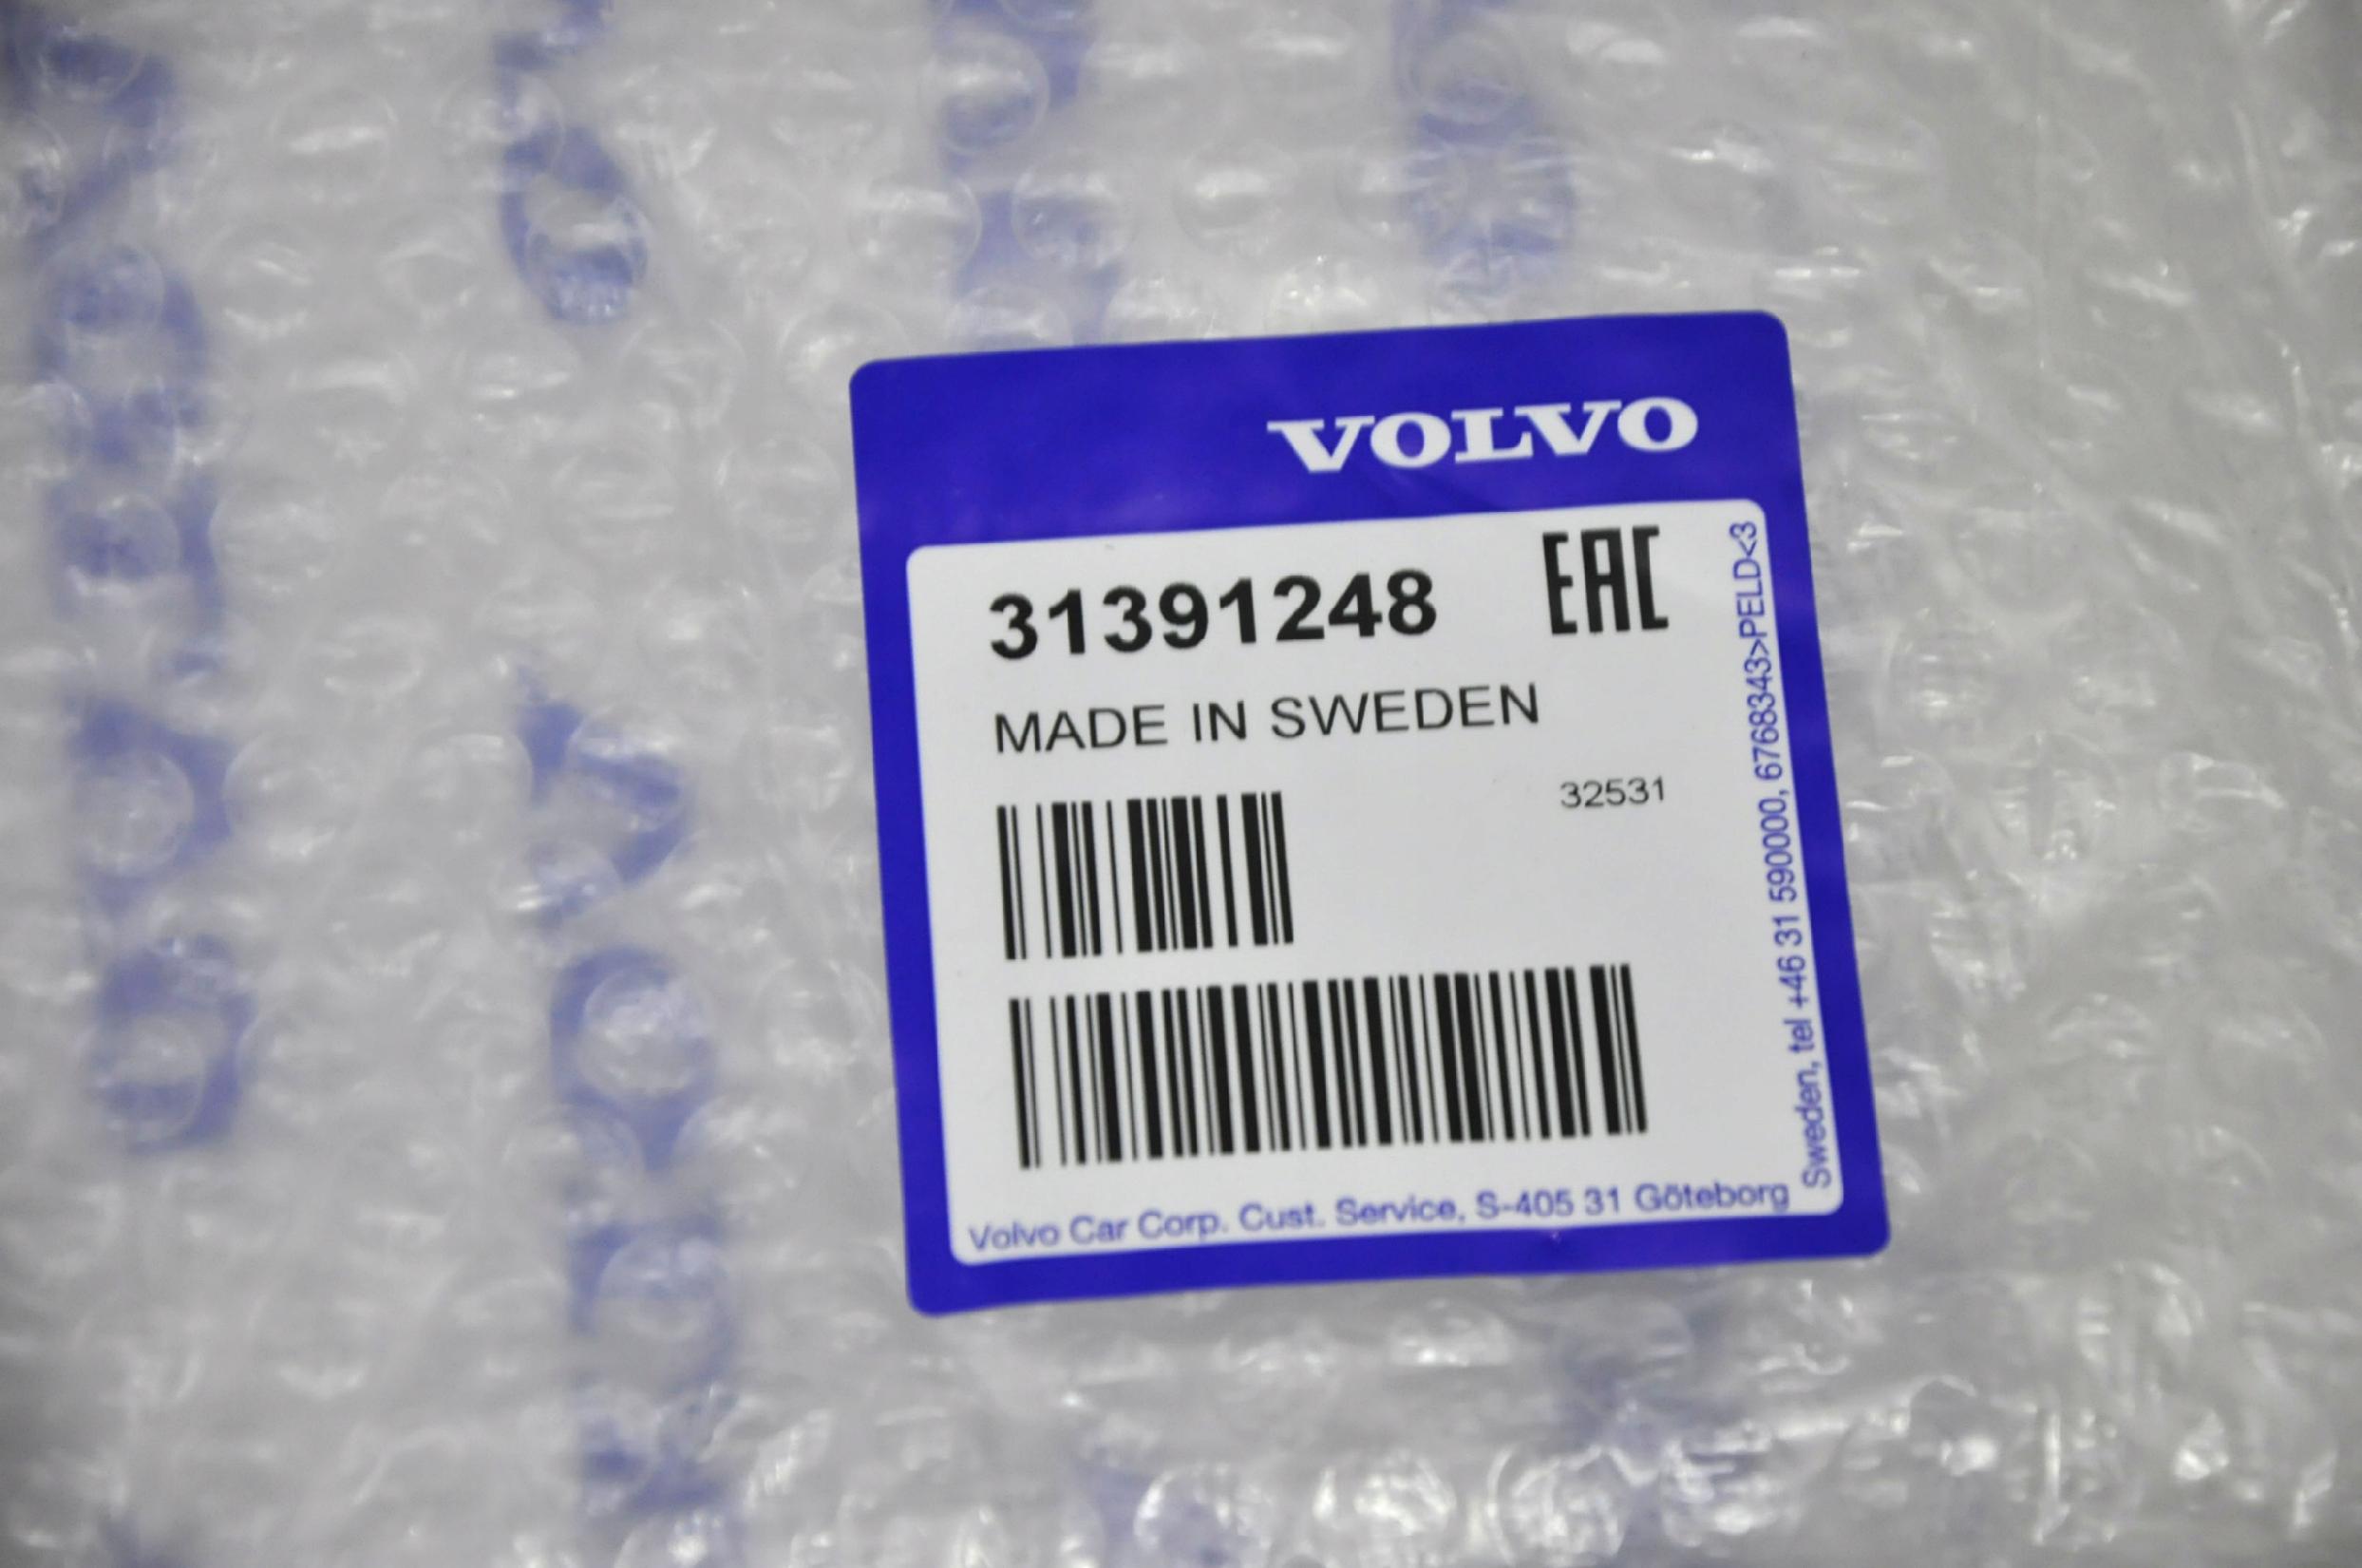 VOLVO
31391248 EAC
MADE IN SWEDEN
32531
Volvo Car Corp. Cust. Service, S-405 31 Göteborg
Sweden, tel +46 31 590000, 6768343>PELD<3